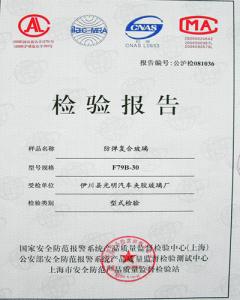 AL
ilac-MRA
CNAS
MA
报告编号:公沪检081036
检验报告
样品名称 防弹复合玻璃
型号规格 F79B-30
受检单位 伊川县光明汽车夹胶玻璃厂
检验类别 型式检验
国家安全防范报警系统产品质量监督检验中心(上海)
公安部安全防范报警系统产品质量监督检验测试中心
上海市安全防范产品质量监督检验站